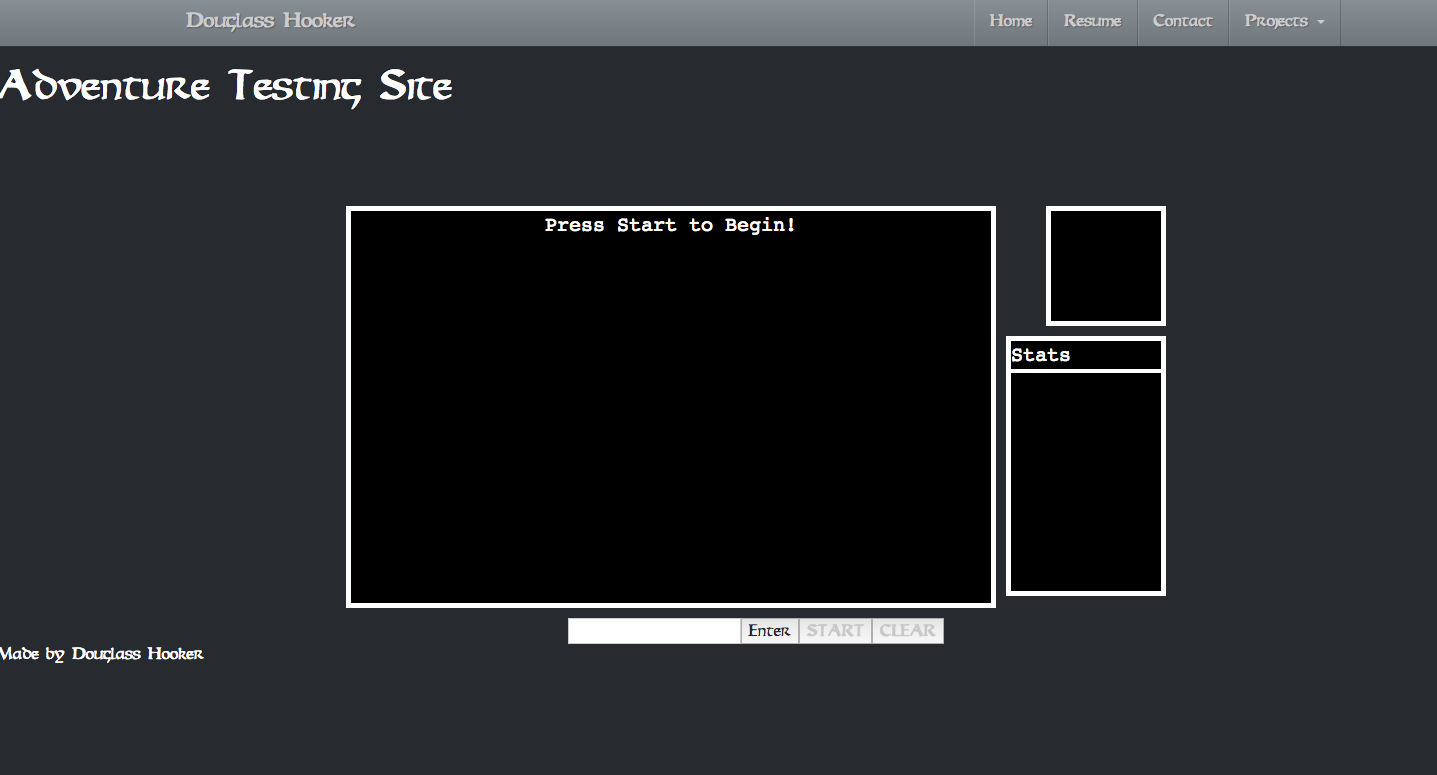 Douglass Hooker Home Resume Contact Projects
Adventure Testing Site
Press Start to Begin!
Stats
Enter START CLEAR
Made by Douglass Hooker